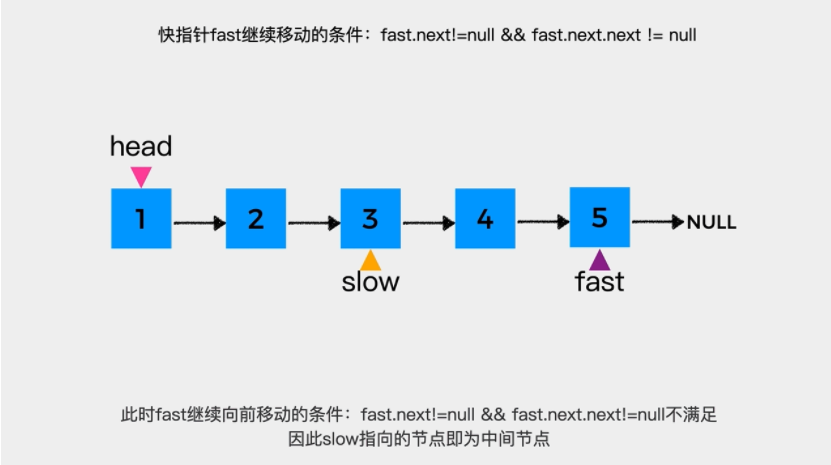 快指针fast继续移动的条件：fast.next!=null && fast.next.next != null
head
1 2 3 4 5 NULL
slow fast
此时fast继续向前移动的条件：fast.next!=null && fast.next.next!=null不满足
因此slow指向的节点即为中间节点